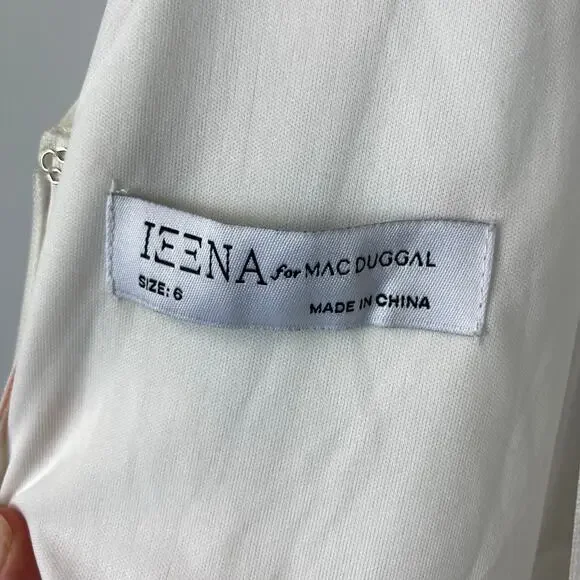 IEENA for MAC DUGGAL
SIZE: 6 MADE IN CHINA